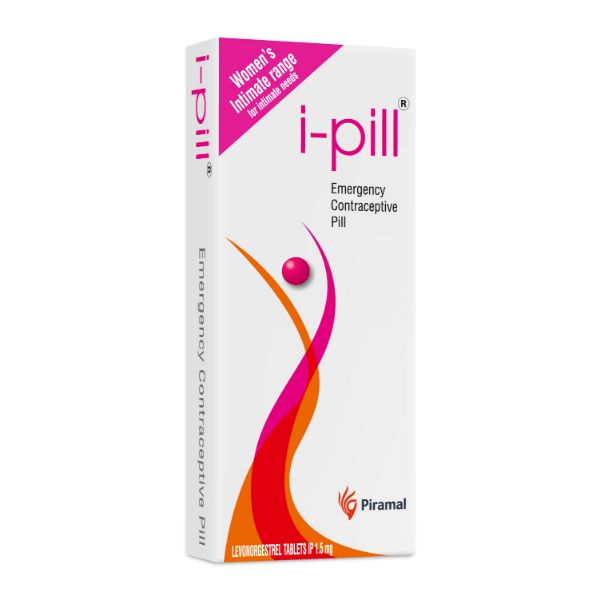 Women's
Intimate range
for intimate needs
i-pill®
Emergency
Contraceptive
Pill
Piramal
LEVONORGESTREL TABLETS IP 1.5 mg
i-pill®
Emergency Contraceptive Pill